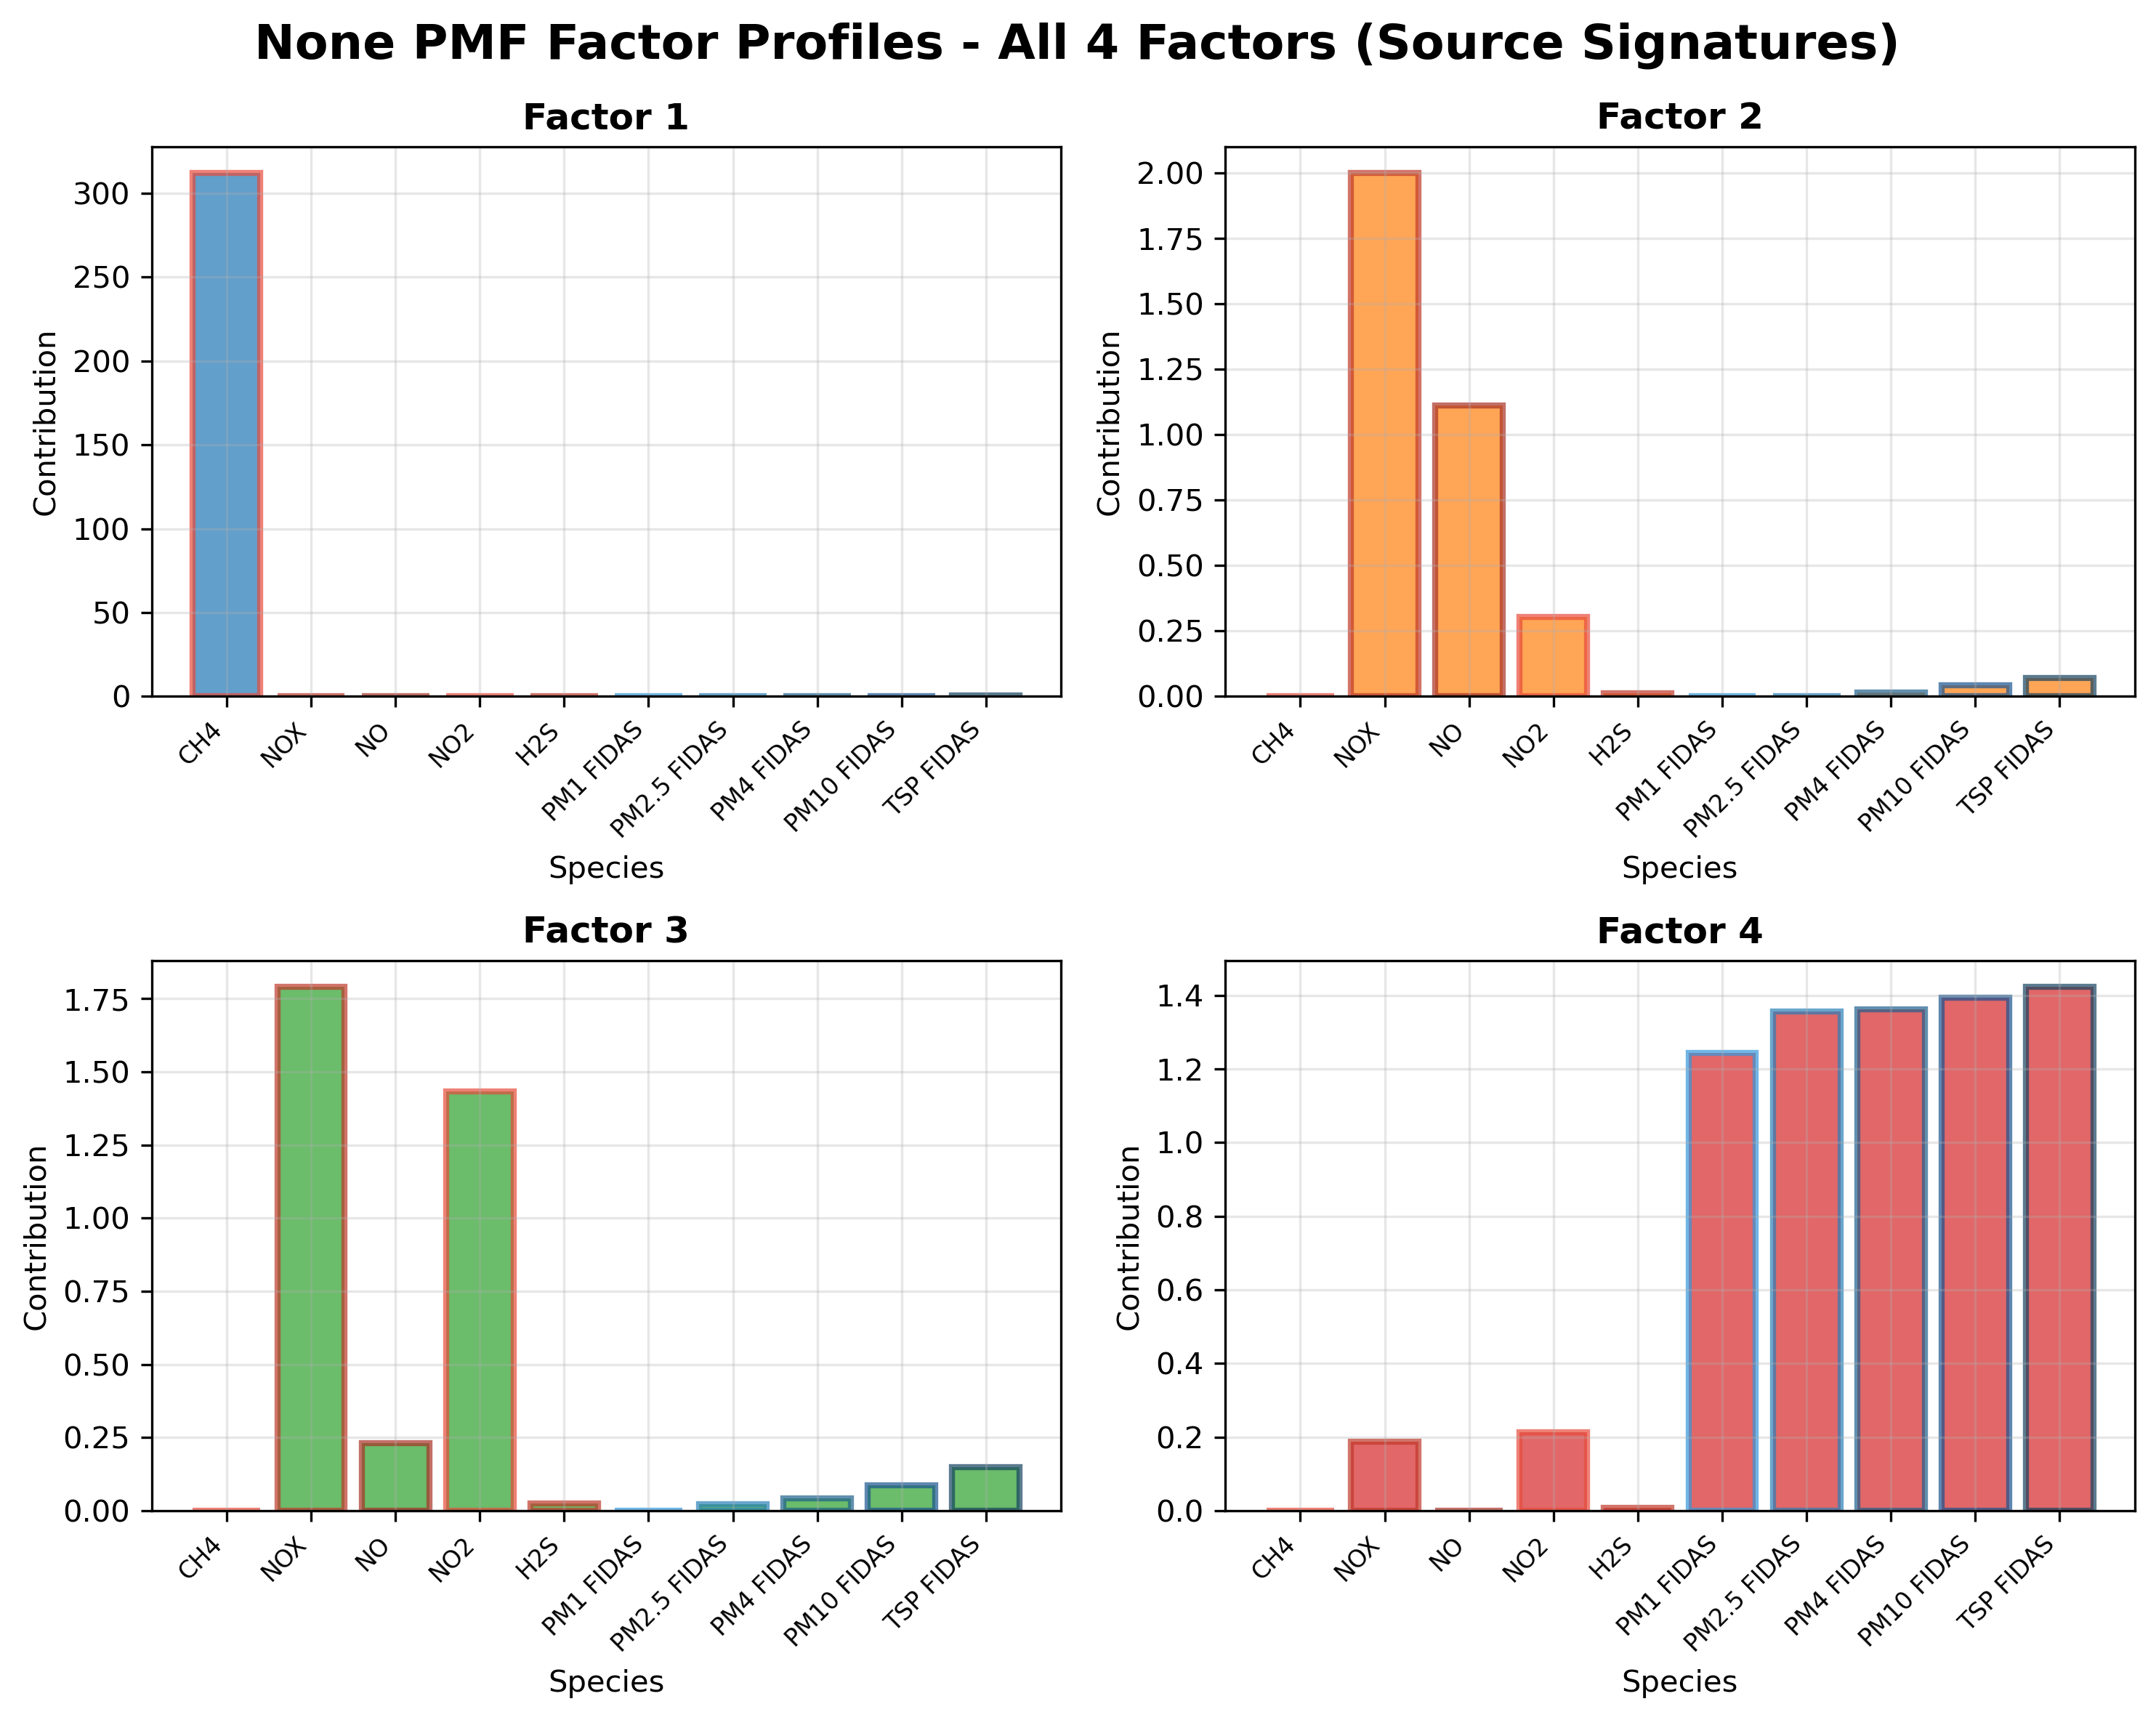 None PMF Factor Profiles - All 4 Factors (Source Signatures)
Factor 1
Contribution
300
250
200
150
100
50
0
CH4
NOX
NO
NO2
H2S
PM1 FIDAS
PM2.5 FIDAS
PM4 FIDAS
PM10 FIDAS
TSP FIDAS
Species
Factor 2
Contribution
2.00
1.75
1.50
1.25
1.00
0.75
0.50
0.25
0.00
CH4
NOX
NO
NO2
H2S
PM1 FIDAS
PM2.5 FIDAS
PM4 FIDAS
PM10 FIDAS
TSP FIDAS
Species
Factor 3
Contribution
1.75
1.50
1.25
1.00
0.75
0.50
0.25
0.00
CH4
NOX
NO
NO2
H2S
PM1 FIDAS
PM2.5 FIDAS
PM4 FIDAS
PM10 FIDAS
TSP FIDAS
Species
Factor 4
Contribution
1.4
1.2
1.0
0.8
0.6
0.4
0.2
0.0
CH4
NOX
NO
NO2
H2S
PM1 FIDAS
PM2.5 FIDAS
PM4 FIDAS
PM10 FIDAS
TSP FIDAS
Species